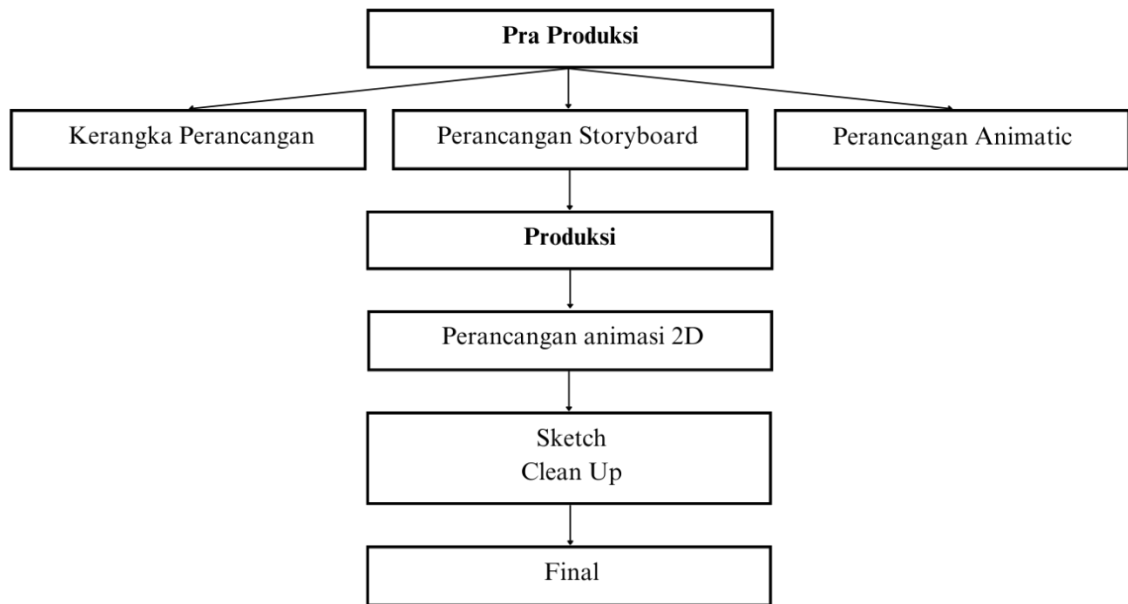 Pra Produksi
Kerangka Perancangan
Perancangan Storyboard
Perancangan Animatic
Produksi
Perancangan animasi 2D
Sketch
Clean Up
Final